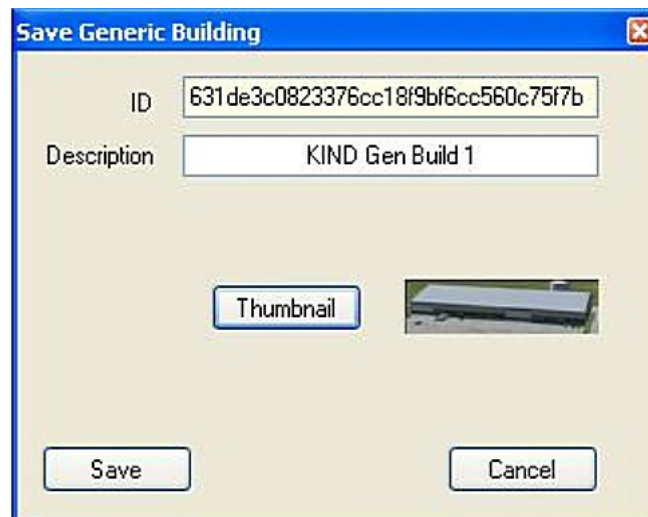 Save Generic Building
ID
631de3c0823376cc18f9bf6cc560c75f7b
Description
KIND Gen Build 1
Thumbnail
Save
Cancel